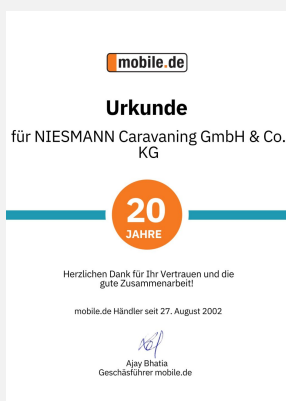 mobile.de
Urkunde
für NIESMANN Caravaning GmbH & Co.
KG
20
JAHRE
Herzlichen Dank für Ihr Vertrauen und die
gute Zusammenarbeit!
mobile.de Händler seit 27. August 2002
Ajay Bhatia
Geschäsführer mobile.de